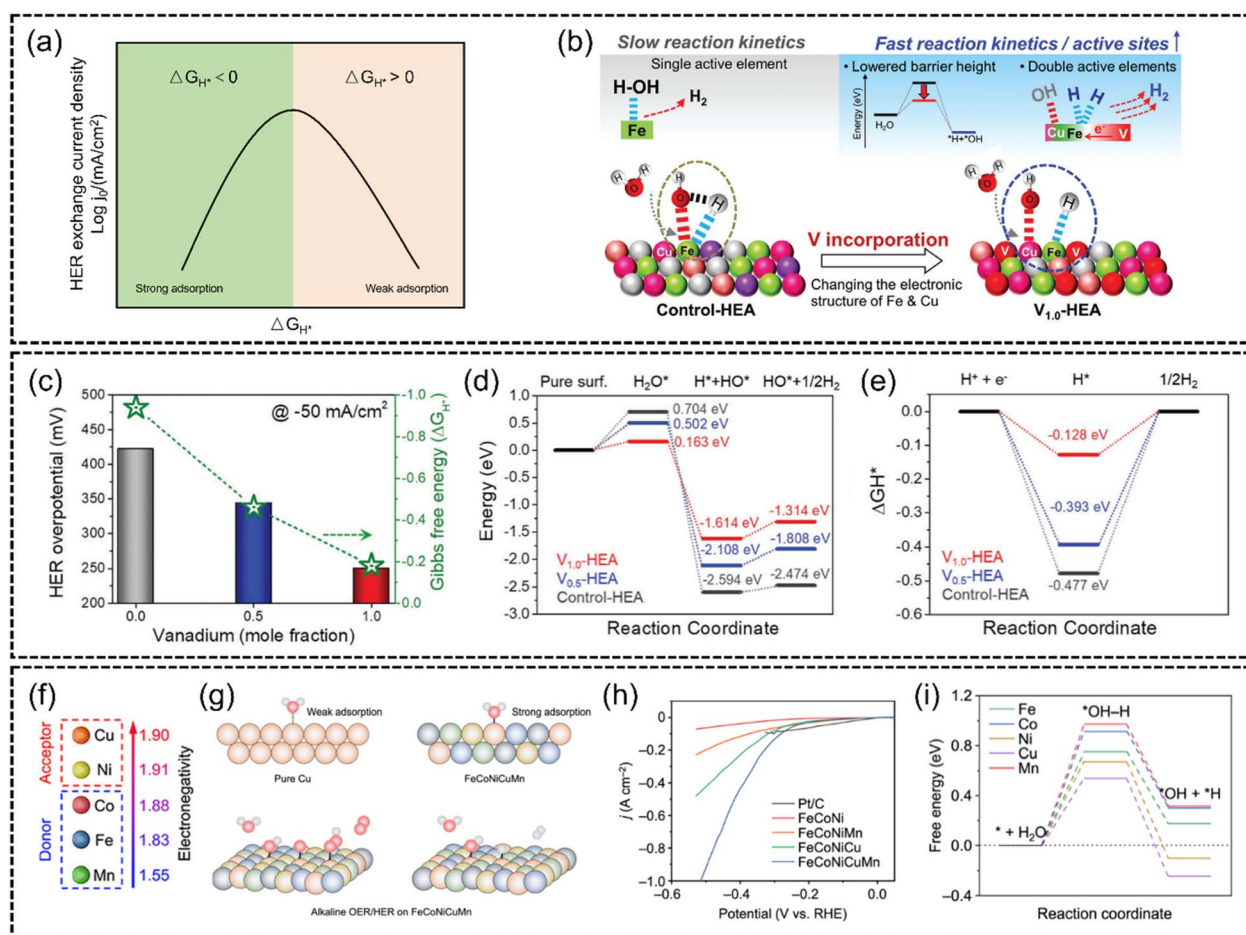 (a)
HER exchange current density
Log j₀/(mA/cm²)
△G_H* < 0
△G_H* > 0
Strong adsorption
Weak adsorption
△G_H*
(b)
Slow reaction kinetics
Fast reaction kinetics / active sites ↑
Single active element
• Lowered barrier height
• Double active elements
H-OH
H₂
Fe
Energy (eV)
H₂O
*H+*OH
OH
H
H
H₂
Cu
Fe
e⁻
V
H
H
O
H
O
H
Cu
Fe
V incorporation
Changing the electronic
structure of Fe & Cu
H
H
O
H
O
H
V
Cu
Fe
V
Control-HEA
V₁.₀-HEA
(c)
HER overpotential (mV)
500
450
400
350
300
250
200
@ -50 mA/cm²
-1.0
-0.8
-0.6
-0.4
-0.2
0.0
Gibbs free energy (ΔG_H*)
0.0
0.5
1.0
Vanadium (mole fraction)
(d)
Pure surf.
H₂O*
H*+HO*
HO*+1/2H₂
Energy (eV)
1.0
0.5
0.0
-0.5
-1.0
-1.5
-2.0
-2.5
-3.0
0.704 eV
0.502 eV
0.163 eV
-1.614 eV
-1.314 eV
-2.108 eV
-1.808 eV
-2.594 eV
-2.474 eV
V₁.₀-HEA
V₀.₅-HEA
Control-HEA
Reaction Coordinate
(e)
H⁺ + e⁻
H*
1/2H₂
ΔGH*
0.0
-0.1
-0.2
-0.3
-0.4
-0.5
-0.6
-0.128 eV
-0.393 eV
-0.477 eV
V₁.₀-HEA
V₀.₅-HEA
Control-HEA
Reaction Coordinate
(f)
Acceptor
Donor
Cu
Ni
Co
Fe
Mn
1.90
1.91
1.88
1.83
1.55
Electronegativity
(g)
Weak adsorption
Strong adsorption
Pure Cu
FeCoNiCuMn
Alkaline OER/HER on FeCoNiCuMn
(h)
j (A cm⁻²)
0
−0.2
−0.4
−0.6
−0.8
−1.0
Pt/C
FeCoNi
FeCoNiMn
FeCoNiCu
FeCoNiCuMn
−0.6
−0.4
−0.2
0.0
Potential (V vs. RHE)
(i)
Free energy (eV)
1.2
0.8
0.4
0.0
−0.4
Fe
Co
Ni
Cu
Mn
*OH–H
*OH + *H
* + H₂O
Reaction coordinate